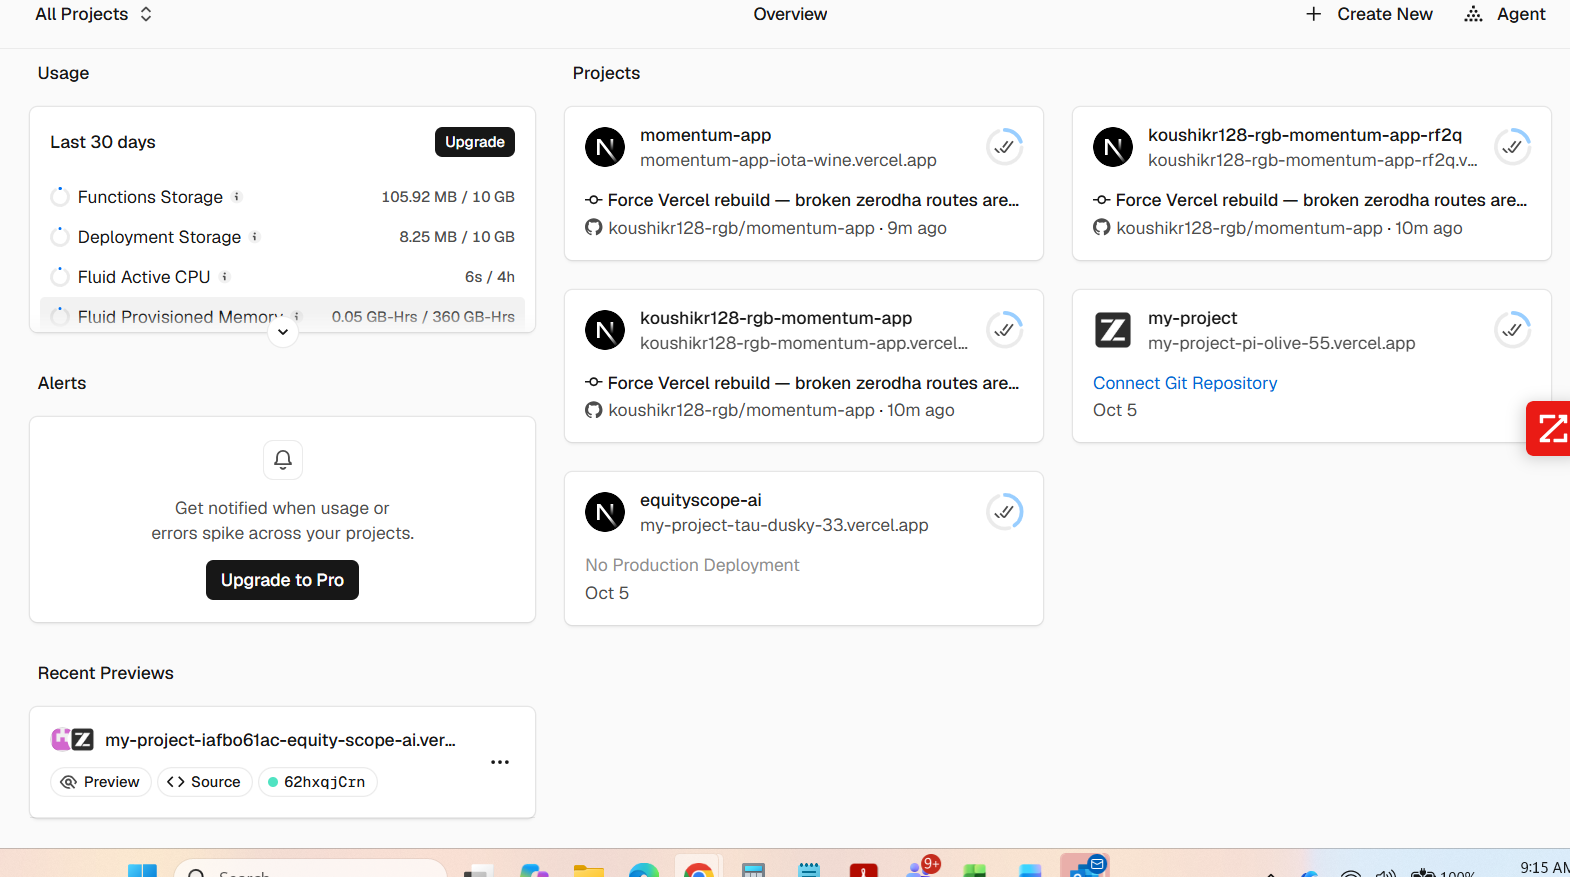 All Projects
Overview
Create New
Agent
Usage
Last 30 days
Upgrade
Functions Storage
105.92 MB / 10 GB
Deployment Storage
8.25 MB / 10 GB
Fluid Active CPU
6s / 4h
Fluid Provisioned Memory
0.05 GB-Hrs / 360 GB-Hrs
Alerts
Get notified when usage or
errors spike across your projects.
Upgrade to Pro
Recent Previews
my-project-iafbo61ac-equity-scope-ai.ver...
Preview
Source
62hxqjCrn
Projects
momentum-app
momentum-app-iota-wine.vercel.app
Force Vercel rebuild — broken zerodha routes are...
koushikr128-rgb/momentum-app · 9m ago
koushikr128-rgb-momentum-app-rf2q
koushikr128-rgb-momentum-app-rf2q.v...
Force Vercel rebuild — broken zerodha routes are...
koushikr128-rgb/momentum-app · 10m ago
koushikr128-rgb-momentum-app
koushikr128-rgb-momentum-app.vercel...
Force Vercel rebuild — broken zerodha routes are...
koushikr128-rgb/momentum-app · 10m ago
my-project
my-project-pi-olive-55.vercel.app
Connect Git Repository
Oct 5
equityscope-ai
my-project-tau-dusky-33.vercel.app
No Production Deployment
Oct 5
Search
9+
100%
9:15 AM